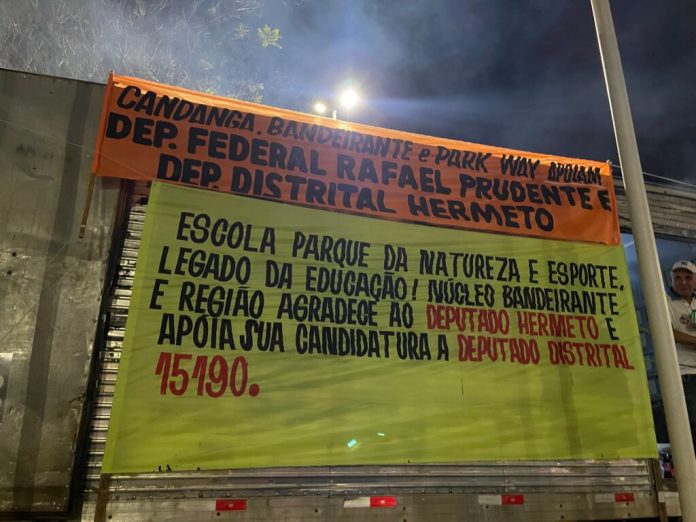 CANDANGA, BANDEIRANTE e PARK WAY APOIAM
DEP. FEDERAL RAFAEL PRUDENTE E
DEP. DISTRITAL HERMETO
ESCOLA PARQUE DA NATUREZA E ESPORTE,
LEGADO DA EDUCAÇÃO! NÚCLEO BANDEIRANTE
E REGIÃO AGRADECE AO DEPUTADO HERMETO E
APÓIA SUA CANDIDATURA A DEPUTADO DISTRITAL
15190.